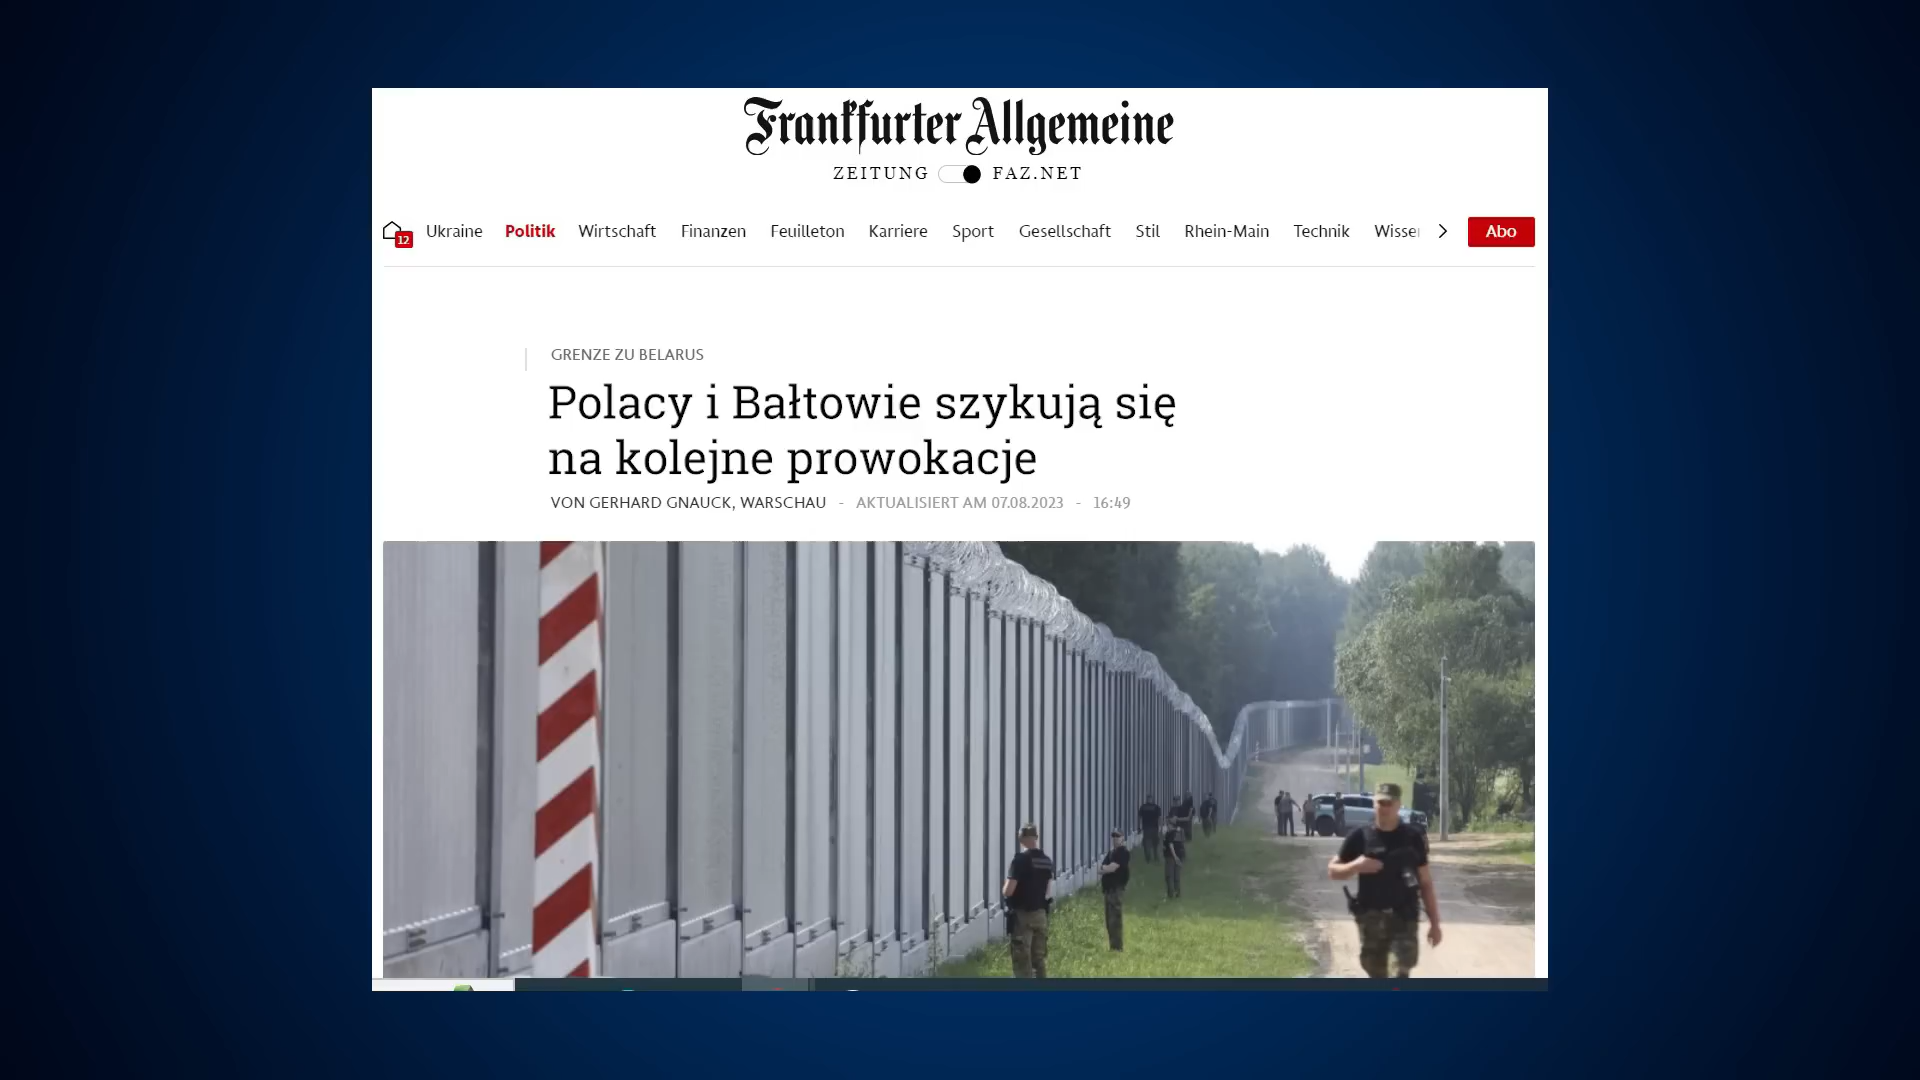 Frankfurter Allgemeine
ZEITUNG FAZ.NET
12 Ukraine Politik Wirtschaft Finanzen Feuilleton Karriere Sport Gesellschaft Stil Rhein-Main Technik Abo
GRENZE ZU BELARUS
Polacy i Bałtowie szykują się
na kolejne prowokacje
VON GERHARD GNAUCK, WARSCHAU - AKTUALISIERT AM 07.08.2023 - 16:49